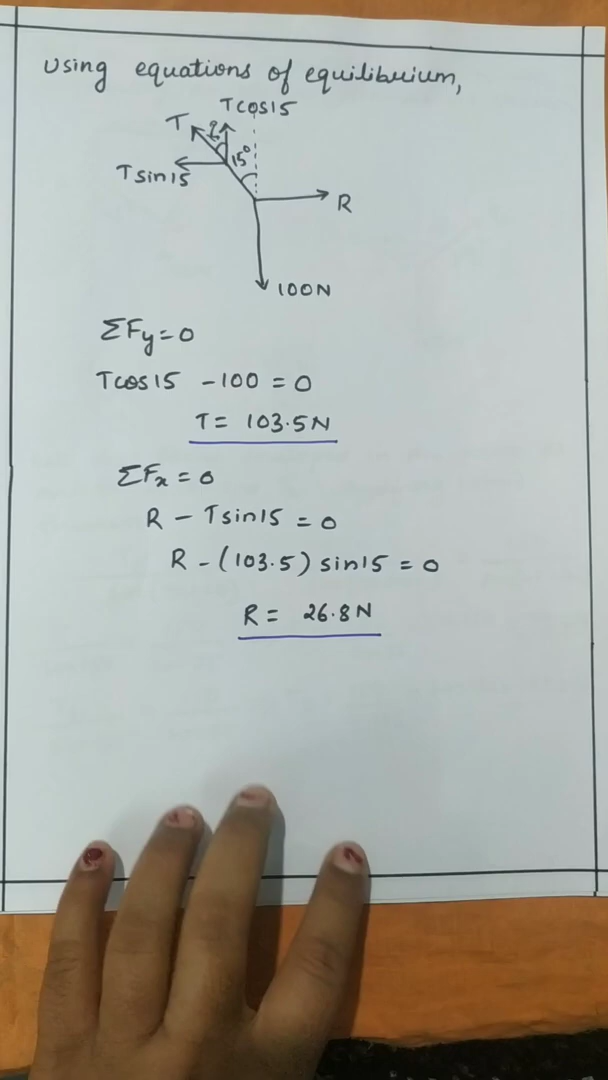 Using equations of equilibrium,
Tcos15
T
15°
Tsin15
R
100N
ΣFy=0
Tcos15 -100 = 0
T= 103.5N
ΣFx = 0
R - Tsin15 = 0
R - (103.5) sin15 = 0
R= 26.8N